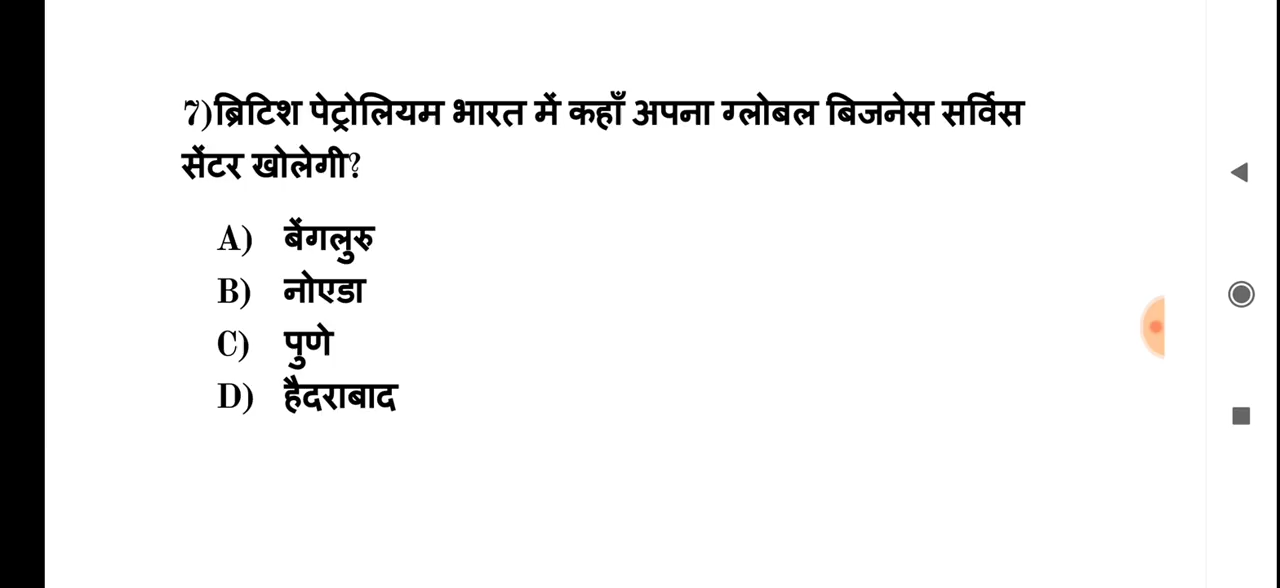 7)ब्रिटिश पेट्रोलियम भारत में कहाँ अपना ग्लोबल बिजनेस सर्विस
सेंटर खोलेगी?
A) बेंगलुरु
B) नोएडा
C) पुणे
D) हैदराबाद